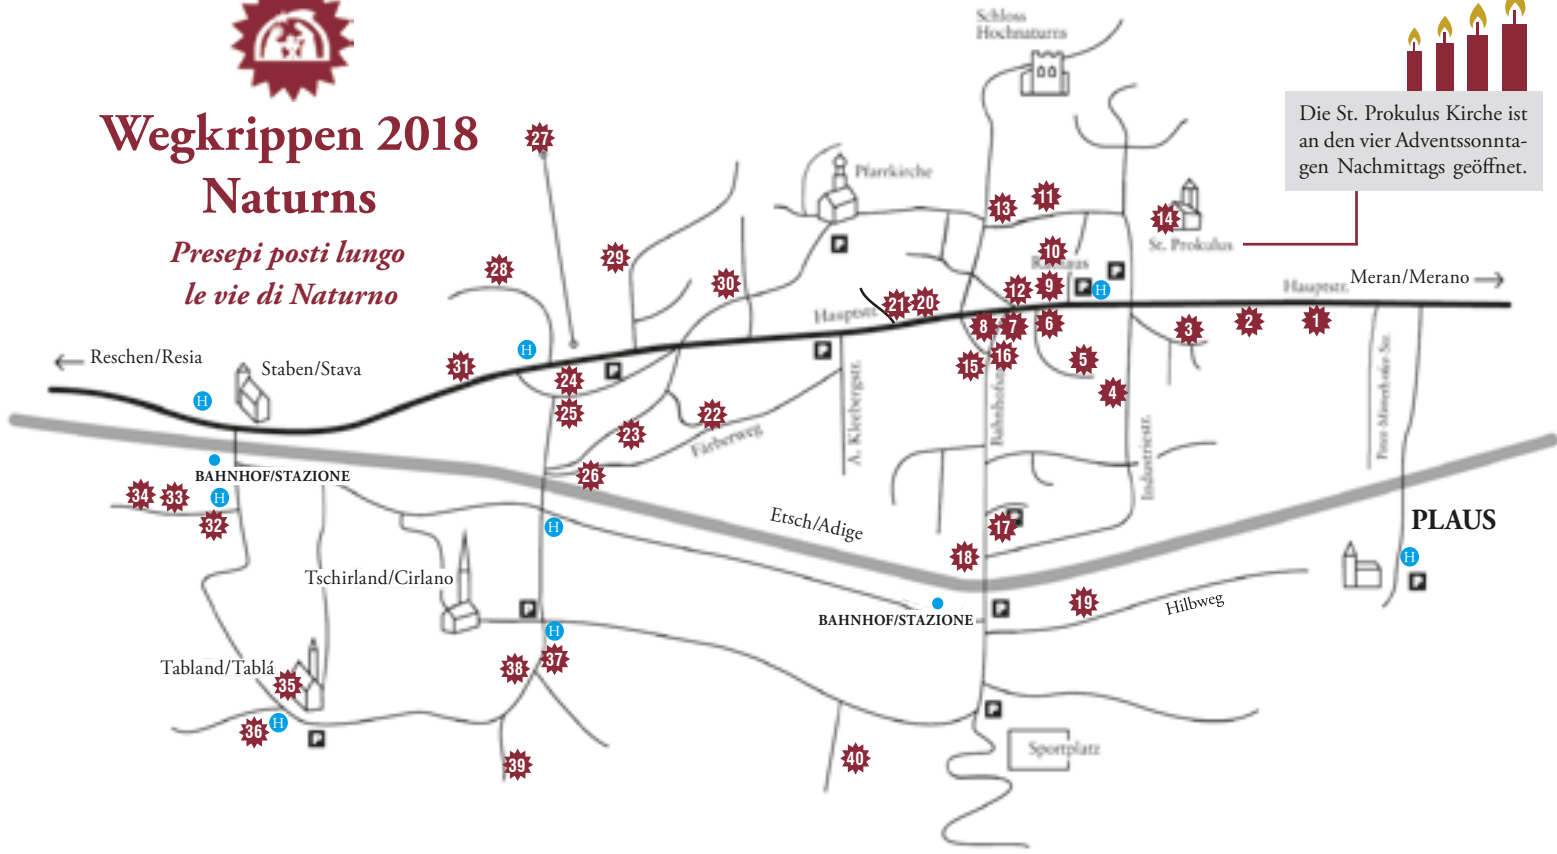 Wegkrippen 2018
Naturns
Presepi posti lungo
le vie di Naturno
Die St. Prokulus Kirche ist
an den vier Adventssonnta-
gen Nachmittags geöffnet.
Schloss
Hochnaturns
27
Pfarrkirche
13
11
14
St. Prokulus
10
29
28
30
Meran/Merano
Hauptstr.
12
9
H
21
20
Hauptstr.
8
7
6
3
2
1
Reschen/Resia
Staben/Stava
31
H
24
15
16
5
4
H
25
22
23
Färberweg
A. Kleebergstr.
Industriestr.
BAHNHOF/STAZIONE
26
34
33
H
32
H
Etsch/Adige
17
18
PLAUS
H
Tschirland/Cirlano
BAHNHOF/STAZIONE
19
Hilbweg
H
37
38
Tabland/Tablá
35
36
H
39
40
Sportplatz